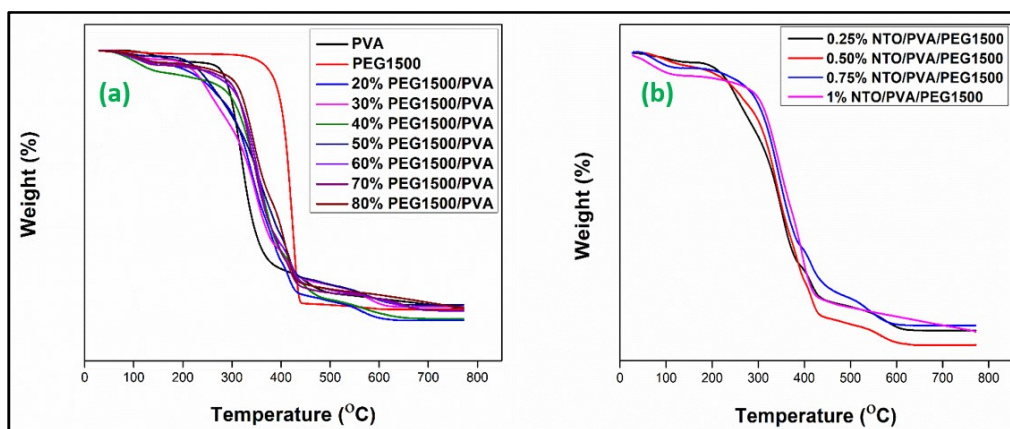 (a)
PVA
PEG1500
20% PEG1500/PVA
30% PEG1500/PVA
40% PEG1500/PVA
50% PEG1500/PVA
60% PEG1500/PVA
70% PEG1500/PVA
80% PEG1500/PVA
Weight (%)
0 100 200 300 400 500 600 700 800
Temperature (°C)
(b)
0.25% NTO/PVA/PEG1500
0.50% NTO/PVA/PEG1500
0.75% NTO/PVA/PEG1500
1% NTO/PVA/PEG1500
Weight (%)
0 100 200 300 400 500 600 700 800
Temperature (°C)